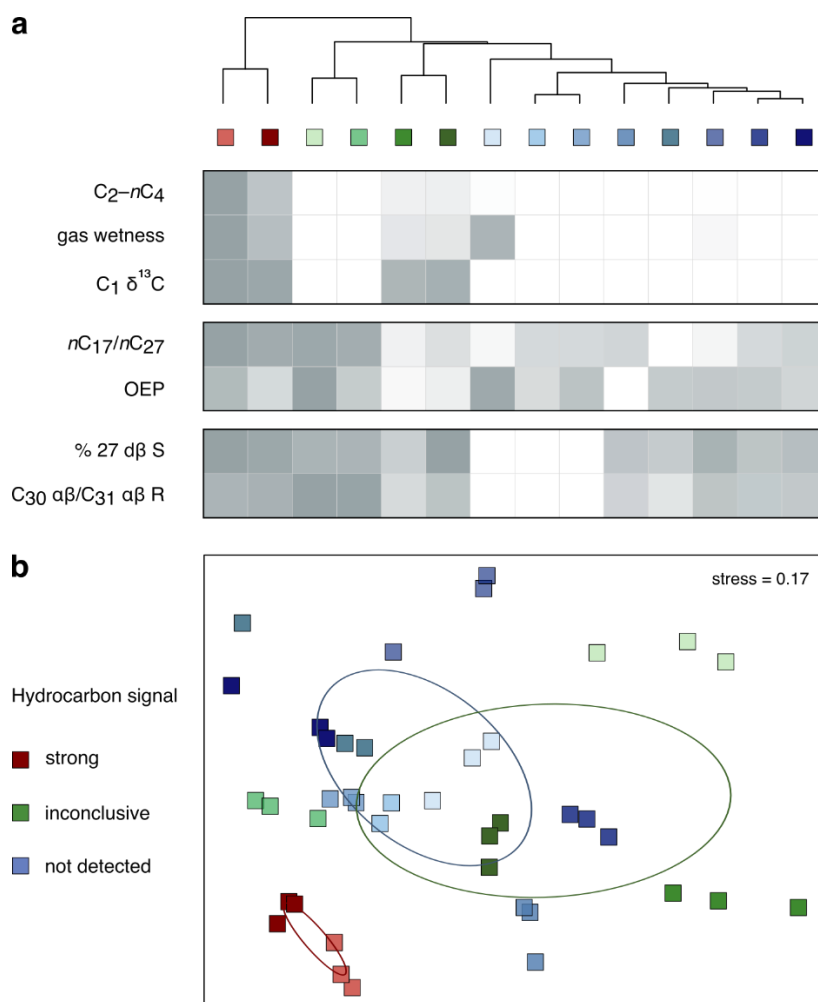 a
C₂–nC₄
gas wetness
C₁ δ¹³C
nC₁₇/nC₂₇
OEP
% 27 dβ S
C₃₀ αβ/C₃₁ αβ R
b
stress = 0.17
Hydrocarbon signal
strong
inconclusive
not detected